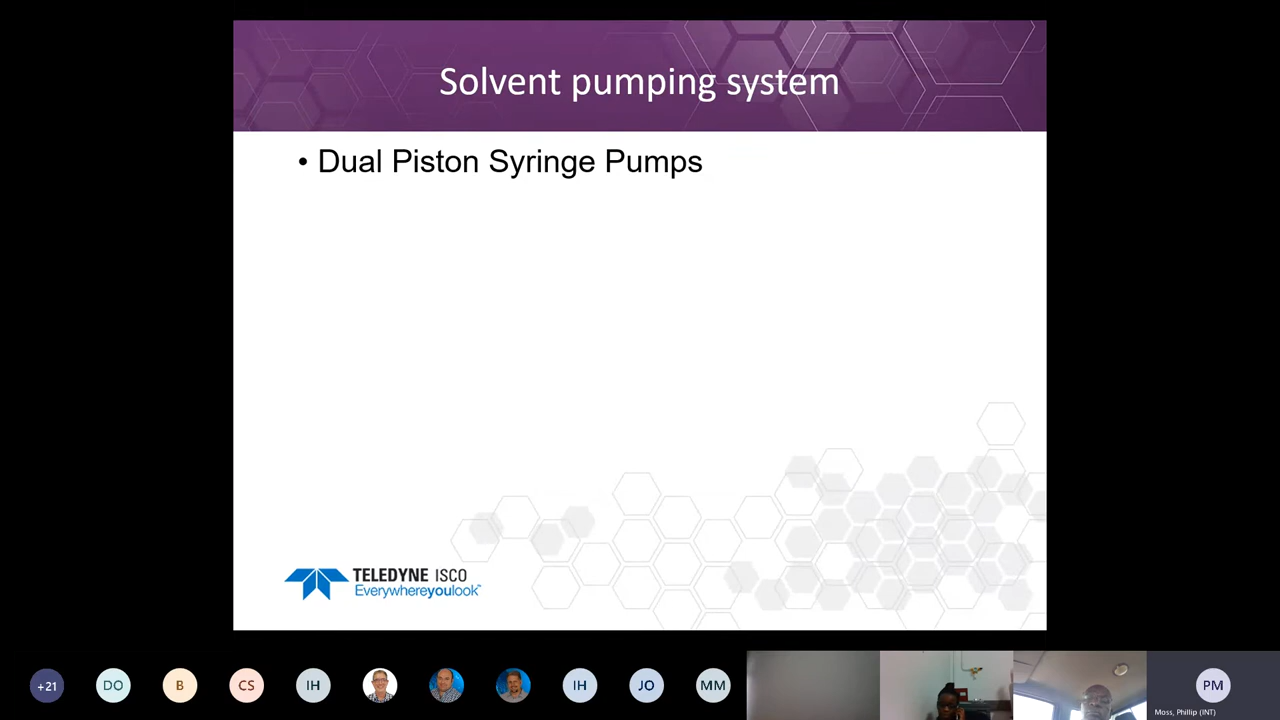 Solvent pumping system
• Dual Piston Syringe Pumps
TELEDYNE ISCO
Everywhereyoulook™
+21
DO
B
CS
IH
IH
JO
MM
PM
Moss, Phillip (INT)